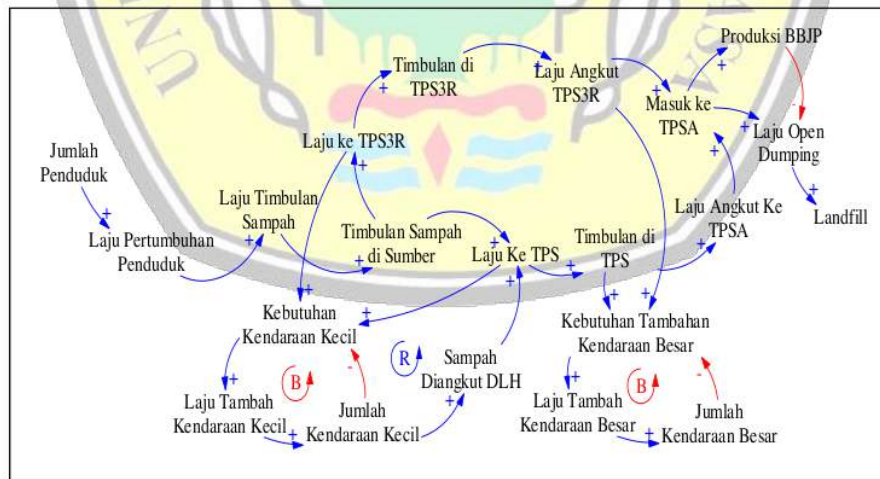 Produksi BBJP
Timbulan di
TPS3R
Laju Angkut
TPS3R
Masuk ke
TPSA
Laju Open
Dumping
Laju ke TPS3R
Jumlah
Penduduk
Laju Timbulan
Sampah
Laju Pertumbuhan
Penduduk
Timbulan Sampah
di Sumber
Laju Ke TPS
Timbulan di
TPS
Laju Angkut Ke
TPSA
Landfill
Kebutuhan
Kendaraan Kecil
Kebutuhan Tambahan
Kendaraan Besar
B
R
Sampah
Diangkut DLH
B
Laju Tambah
Kendaraan Kecil
Jumlah
Kendaraan Kecil
Laju Tambah
Kendaraan Besar
Jumlah
Kendaraan Besar
UN
ASA